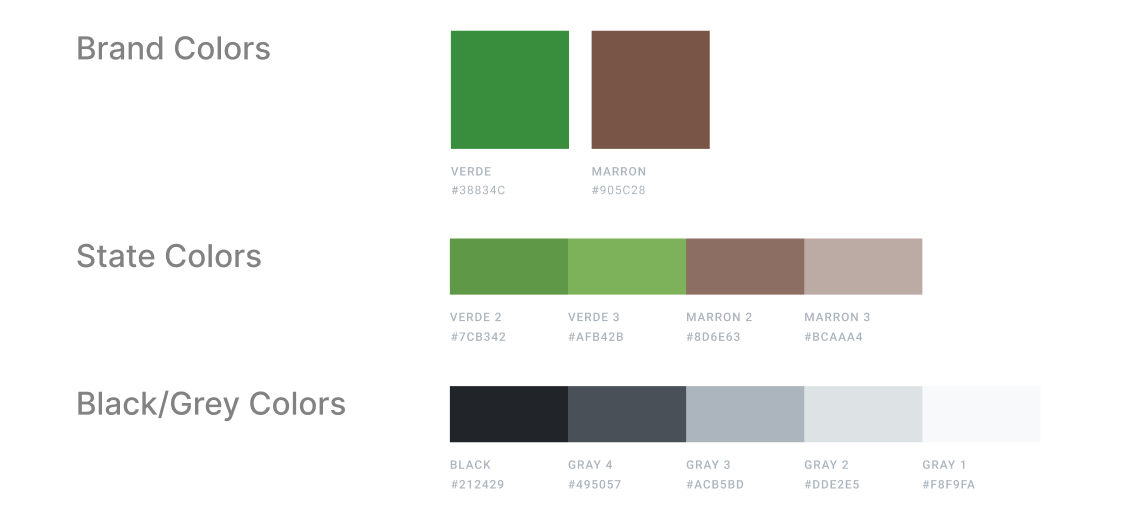 Brand Colors
VERDE
#38834C
MARRON
#905C28
State Colors
VERDE 2
#7CB342
VERDE 3
#AFB42B
MARRON 2
#8D6E63
MARRON 3
#BCAAA4
Black/Grey Colors
BLACK
#212429
GRAY 4
#495057
GRAY 3
#ACB5BD
GRAY 2
#DDE2E5
GRAY 1
#F8F9FA